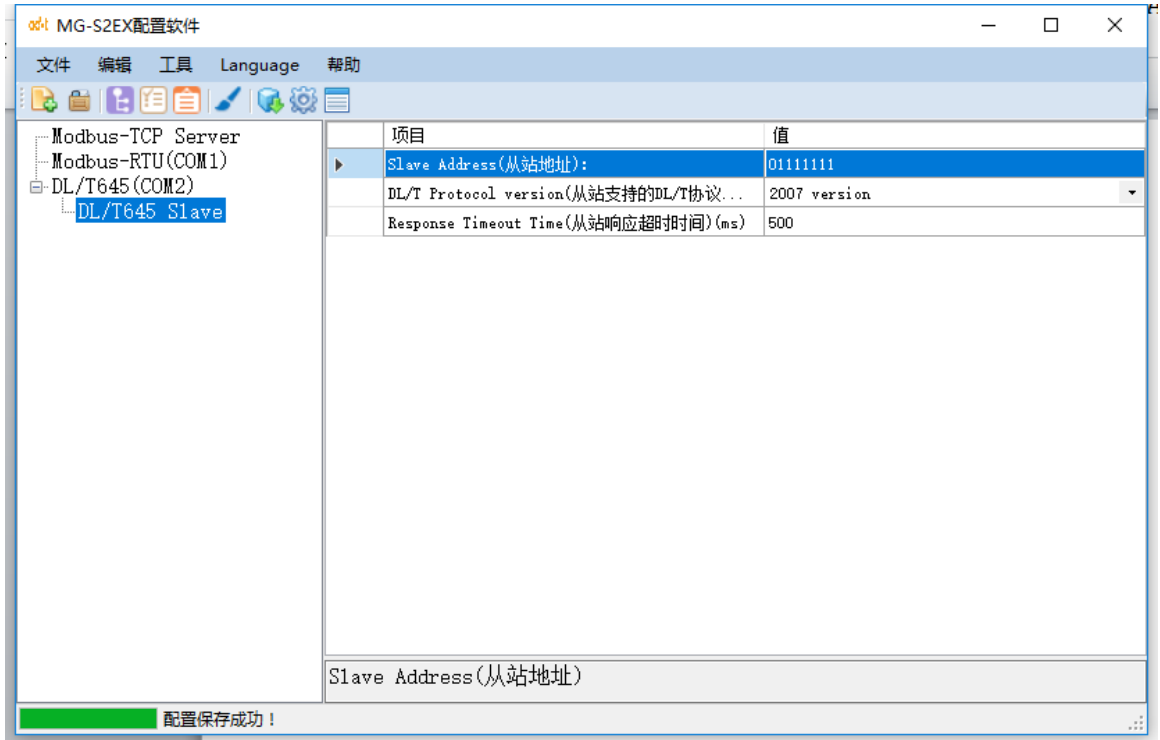 odot MG-S2EX配置软件
文件 编辑 工具 Language 帮助
Modbus-TCP Server
Modbus-RTU(COM1)
DL/T645(COM2)
DL/T645 Slave
项目 值
Slave Address(从站地址): 01111111
DL/T Protocol version(从站支持的DL/T协议... 2007 version
Response Timeout Time(从站响应超时时间)(ms) 500
Slave Address(从站地址)
配置保存成功！